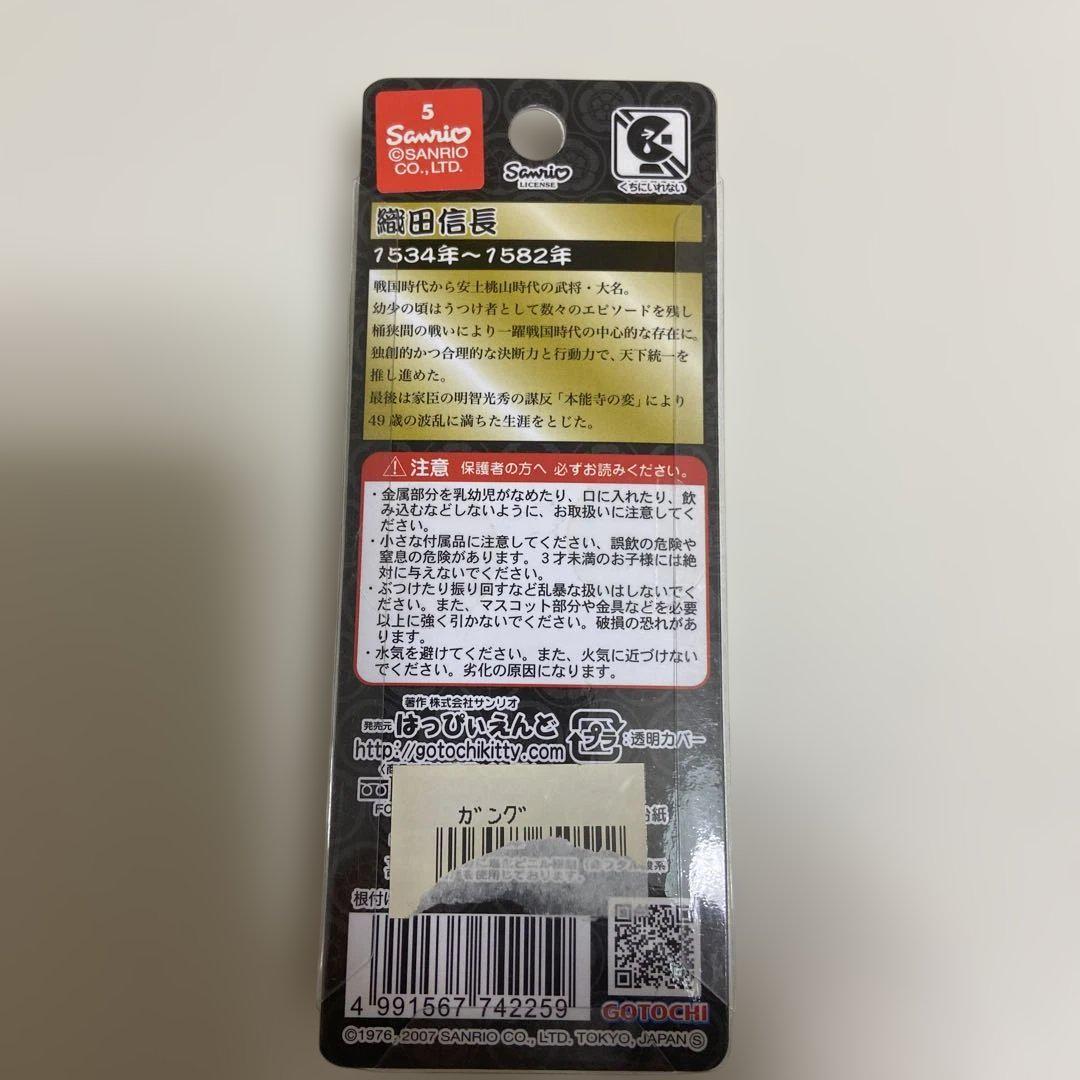 5
Sanrio
©SANRIO
CO.,LTD.
Sanrio
LICENSE
くちにいれない
織田信長
1534年～1582年
戦国時代から安土桃山時代の武将・大名。
幼少の頃はうつけ者として数々のエピソードを残し
桶狭間の戦いにより一躍戦国時代の中心的な存在に。
独創的かつ合理的な決断力と行動力で、天下統一を
推し進めた。
最後は家臣の明智光秀の謀反「本能寺の変」により
49歳の波乱に満ちた生涯をとじた。
注意 保護者の方へ 必ずお読みください。
・金属部分を乳幼児がなめたり、口に入れたり、飲
み込むなどしないように、お取扱いに注意してく
ださい。
・小さな付属品に注意してください、誤飲の危険や
窒息の危険があります。3才未満のお子様には絶
対に与えないでください。
・ぶつけたり振り回すなど乱暴な扱いはしないでく
ださい。また、マスコット部分や金具などを必要
以上に強く引かないでください。破損の恐れがあ
ります。
・水気を避けてください。また、火気に近づけない
でください。劣化の原因になります。
著作 株式会社サンリオ
発売元 はっぴぃえんど
http://gotochikitty.com
プラ:透明カバー
ガング
台紙
を使用しております。
根付け
4 991567 742259
GOTOCHI
©1976, 2007 SANRIO CO., LTD. TOKYO, JAPAN Ⓢ